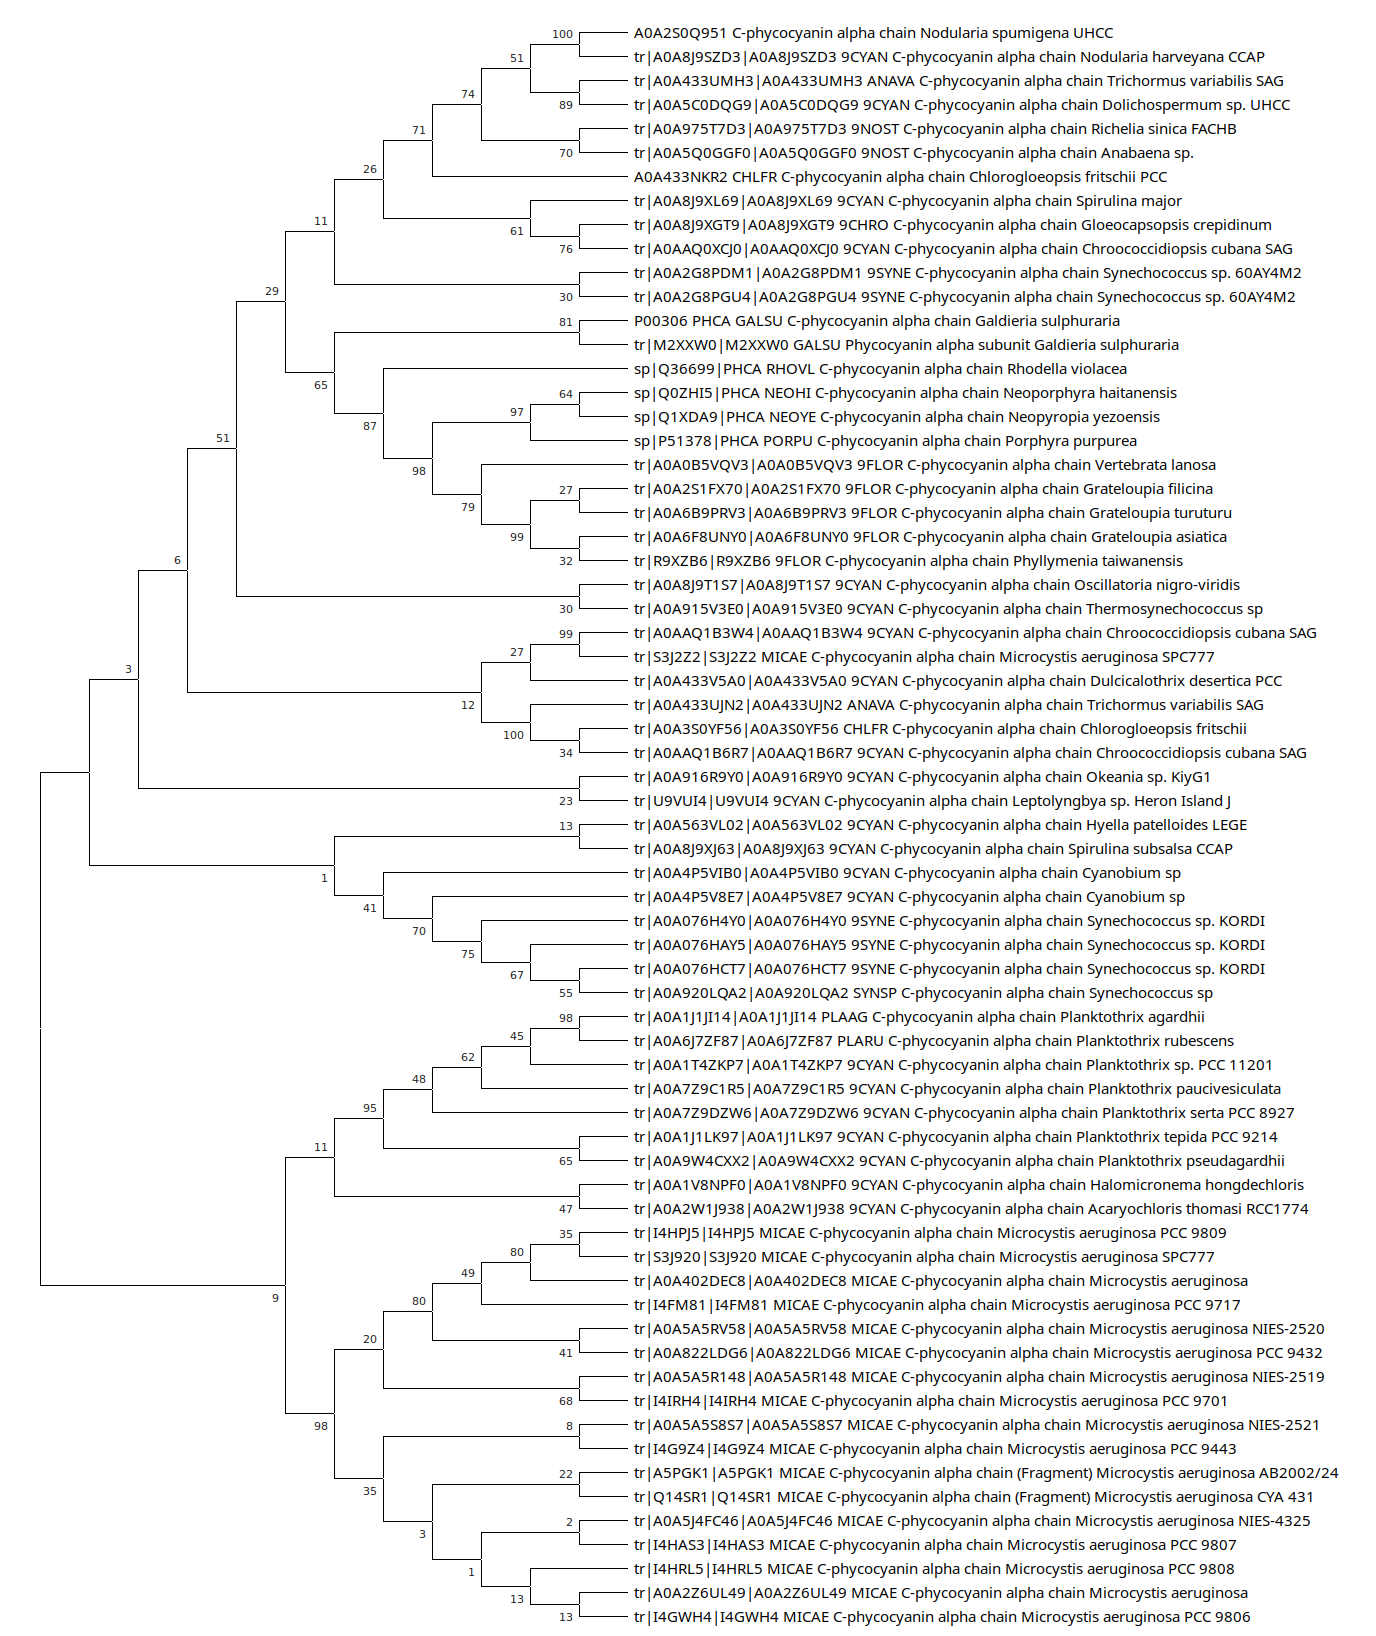 100 A0A2S0Q951 C-phycocyanin alpha chain Nodularia spumigena UHCC
51 tr|A0A8J9SZD3|A0A8J9SZD3 9CYAN C-phycocyanin alpha chain Nodularia harveyana CCAP
tr|A0A433UMH3|A0A433UMH3 ANAVA C-phycocyanin alpha chain Trichormus variabilis SAG
74 89 tr|A0A5C0DQG9|A0A5C0DQG9 9CYAN C-phycocyanin alpha chain Dolichospermum sp. UHCC
71 tr|A0A975T7D3|A0A975T7D3 9NOST C-phycocyanin alpha chain Richelia sinica FACHB
70 tr|A0A5Q0GGF0|A0A5Q0GGF0 9NOST C-phycocyanin alpha chain Anabaena sp.
26 A0A433NKR2 CHLFR C-phycocyanin alpha chain Chlorogloeopsis fritschii PCC
tr|A0A8J9XL69|A0A8J9XL69 9CYAN C-phycocyanin alpha chain Spirulina major
11 61 tr|A0A8J9XGT9|A0A8J9XGT9 9CHRO C-phycocyanin alpha chain Gloeocapsopsis crepidinum
76 tr|A0AAQ0XCJ0|A0AAQ0XCJ0 9CYAN C-phycocyanin alpha chain Chroococcidiopsis cubana SAG
tr|A0A2G8PDM1|A0A2G8PDM1 9SYNE C-phycocyanin alpha chain Synechococcus sp. 60AY4M2
29 30 tr|A0A2G8PGU4|A0A2G8PGU4 9SYNE C-phycocyanin alpha chain Synechococcus sp. 60AY4M2
81 P00306 PHCA GALSU C-phycocyanin alpha chain Galdieria sulphuraria
tr|M2XXW0|M2XXW0 GALSU Phycocyanin alpha subunit Galdieria sulphuraria
sp|Q36699|PHCA RHOVL C-phycocyanin alpha chain Rhodella violacea
65 64 sp|Q0ZHI5|PHCA NEOHI C-phycocyanin alpha chain Neoporphyra haitanensis
97 sp|Q1XDA9|PHCA NEOYE C-phycocyanin alpha chain Neopyropia yezoensis
51 87 sp|P51378|PHCA PORPU C-phycocyanin alpha chain Porphyra purpurea
98 tr|A0A0B5VQV3|A0A0B5VQV3 9FLOR C-phycocyanin alpha chain Vertebrata lanosa
27 tr|A0A2S1FX70|A0A2S1FX70 9FLOR C-phycocyanin alpha chain Grateloupia filicina
79 tr|A0A6B9PRV3|A0A6B9PRV3 9FLOR C-phycocyanin alpha chain Grateloupia turuturu
99 tr|A0A6F8UNY0|A0A6F8UNY0 9FLOR C-phycocyanin alpha chain Grateloupia asiatica
6 32 tr|R9XZB6|R9XZB6 9FLOR C-phycocyanin alpha chain Phyllymenia taiwanensis
tr|A0A8J9T1S7|A0A8J9T1S7 9CYAN C-phycocyanin alpha chain Oscillatoria nigro-viridis
30 tr|A0A915V3E0|A0A915V3E0 9CYAN C-phycocyanin alpha chain Thermosynechococcus sp
99 tr|A0AAQ1B3W4|A0AAQ1B3W4 9CYAN C-phycocyanin alpha chain Chroococcidiopsis cubana SAG
27 tr|S3J2Z2|S3J2Z2 MICAE C-phycocyanin alpha chain Microcystis aeruginosa SPC777
3 tr|A0A433V5A0|A0A433V5A0 9CYAN C-phycocyanin alpha chain Dulcicalothrix desertica PCC
12 tr|A0A433UJN2|A0A433UJN2 ANAVA C-phycocyanin alpha chain Trichormus variabilis SAG
100 tr|A0A3S0YF56|A0A3S0YF56 CHLFR C-phycocyanin alpha chain Chlorogloeopsis fritschii
34 tr|A0AAQ1B6R7|A0AAQ1B6R7 9CYAN C-phycocyanin alpha chain Chroococcidiopsis cubana SAG
tr|A0A916R9Y0|A0A916R9Y0 9CYAN C-phycocyanin alpha chain Okeania sp. KiyG1
23 tr|U9VUI4|U9VUI4 9CYAN C-phycocyanin alpha chain Leptolyngbya sp. Heron Island J
13 tr|A0A563VL02|A0A563VL02 9CYAN C-phycocyanin alpha chain Hyella patelloides LEGE
tr|A0A8J9XJ63|A0A8J9XJ63 9CYAN C-phycocyanin alpha chain Spirulina subsalsa CCAP
1 tr|A0A4P5VIB0|A0A4P5VIB0 9CYAN C-phycocyanin alpha chain Cyanobium sp
41 tr|A0A4P5V8E7|A0A4P5V8E7 9CYAN C-phycocyanin alpha chain Cyanobium sp
70 tr|A0A076H4Y0|A0A076H4Y0 9SYNE C-phycocyanin alpha chain Synechococcus sp. KORDI
75 tr|A0A076HAY5|A0A076HAY5 9SYNE C-phycocyanin alpha chain Synechococcus sp. KORDI
67 tr|A0A076HCT7|A0A076HCT7 9SYNE C-phycocyanin alpha chain Synechococcus sp. KORDI
55 tr|A0A920LQA2|A0A920LQA2 SYNSP C-phycocyanin alpha chain Synechococcus sp
98 tr|A0A1J1JI14|A0A1J1JI14 PLAAG C-phycocyanin alpha chain Planktothrix agardhii
45 tr|A0A6J7ZF87|A0A6J7ZF87 PLARU C-phycocyanin alpha chain Planktothrix rubescens
62 tr|A0A1T4ZKP7|A0A1T4ZKP7 9CYAN C-phycocyanin alpha chain Planktothrix sp. PCC 11201
48 tr|A0A7Z9C1R5|A0A7Z9C1R5 9CYAN C-phycocyanin alpha chain Planktothrix paucivesiculata
95 tr|A0A7Z9DZW6|A0A7Z9DZW6 9CYAN C-phycocyanin alpha chain Planktothrix serta PCC 8927
11 tr|A0A1J1LK97|A0A1J1LK97 9CYAN C-phycocyanin alpha chain Planktothrix tepida PCC 9214
65 tr|A0A9W4CXX2|A0A9W4CXX2 9CYAN C-phycocyanin alpha chain Planktothrix pseudagardhii
tr|A0A1V8NPF0|A0A1V8NPF0 9CYAN C-phycocyanin alpha chain Halomicronema hongdechloris
47 tr|A0A2W1J938|A0A2W1J938 9CYAN C-phycocyanin alpha chain Acaryochloris thomasi RCC1774
35 tr|I4HPJ5|I4HPJ5 MICAE C-phycocyanin alpha chain Microcystis aeruginosa PCC 9809
80 tr|S3J920|S3J920 MICAE C-phycocyanin alpha chain Microcystis aeruginosa SPC777
49 tr|A0A402DEC8|A0A402DEC8 MICAE C-phycocyanin alpha chain Microcystis aeruginosa
9 80 tr|I4FM81|I4FM81 MICAE C-phycocyanin alpha chain Microcystis aeruginosa PCC 9717
tr|A0A5A5RV58|A0A5A5RV58 MICAE C-phycocyanin alpha chain Microcystis aeruginosa NIES-2520
20 41 tr|A0A822LDG6|A0A822LDG6 MICAE C-phycocyanin alpha chain Microcystis aeruginosa PCC 9432
tr|A0A5A5R148|A0A5A5R148 MICAE C-phycocyanin alpha chain Microcystis aeruginosa NIES-2519
68 tr|I4IRH4|I4IRH4 MICAE C-phycocyanin alpha chain Microcystis aeruginosa PCC 9701
98 8 tr|A0A5A5S8S7|A0A5A5S8S7 MICAE C-phycocyanin alpha chain Microcystis aeruginosa NIES-2521
tr|I4G9Z4|I4G9Z4 MICAE C-phycocyanin alpha chain Microcystis aeruginosa PCC 9443
22 tr|A5PGK1|A5PGK1 MICAE C-phycocyanin alpha chain (Fragment) Microcystis aeruginosa AB2002/24
35 tr|Q14SR1|Q14SR1 MICAE C-phycocyanin alpha chain (Fragment) Microcystis aeruginosa CYA 431
3 2 tr|A0A5J4FC46|A0A5J4FC46 MICAE C-phycocyanin alpha chain Microcystis aeruginosa NIES-4325
tr|I4HAS3|I4HAS3 MICAE C-phycocyanin alpha chain Microcystis aeruginosa PCC 9807
1 tr|I4HRL5|I4HRL5 MICAE C-phycocyanin alpha chain Microcystis aeruginosa PCC 9808
13 tr|A0A2Z6UL49|A0A2Z6UL49 MICAE C-phycocyanin alpha chain Microcystis aeruginosa
13 tr|I4GWH4|I4GWH4 MICAE C-phycocyanin alpha chain Microcystis aeruginosa PCC 9806